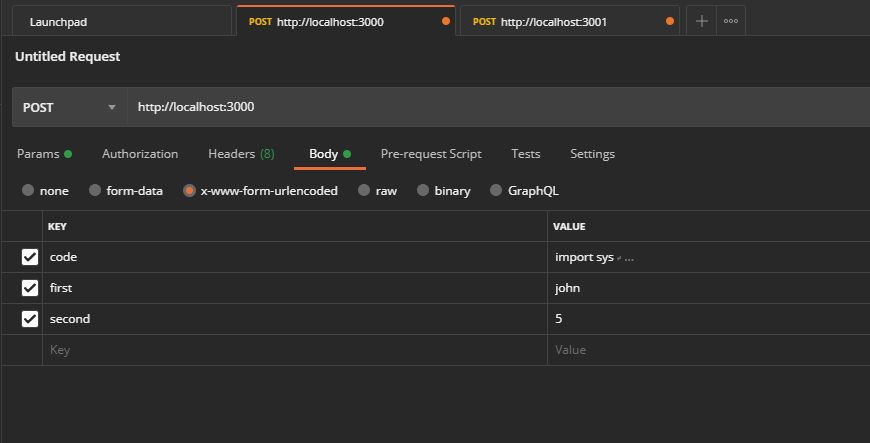 Launchpad POST http://localhost:3000 POST http://localhost:3001
Untitled Request
POST http://localhost:3000
Params Authorization Headers (8) Body Pre-request Script Tests Settings
none form-data x-www-form-urlencoded raw binary GraphQL
KEY VALUE
code import sys ↵ ...
first john
second 5
Key Value